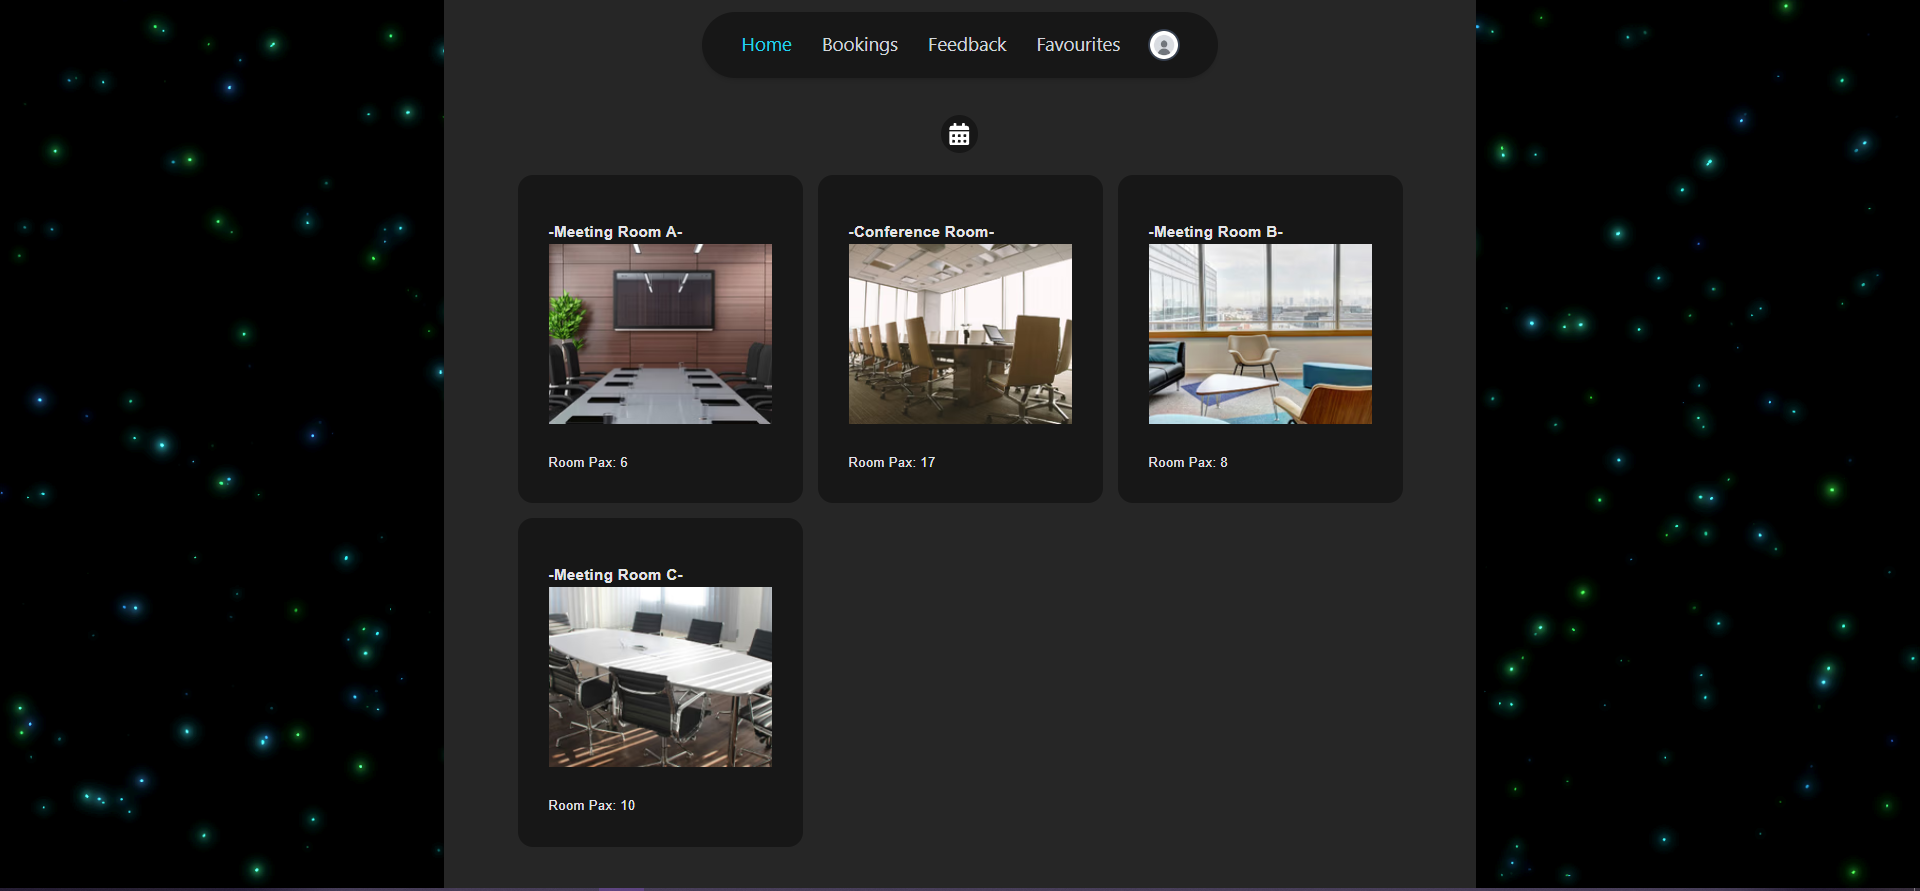 Home Bookings Feedback Favourites
-Meeting Room A-
Room Pax: 6
-Conference Room-
Room Pax: 17
-Meeting Room B-
Room Pax: 8
-Meeting Room C-
Room Pax: 10